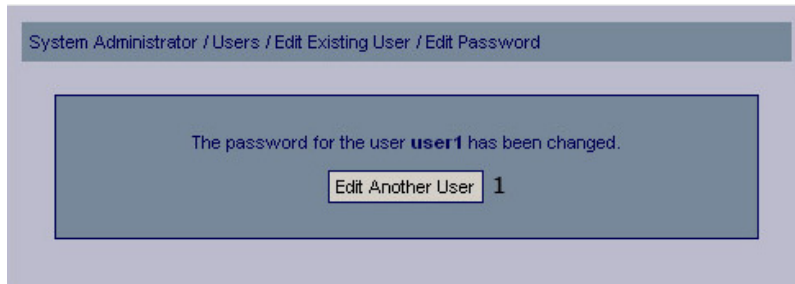 System Administrator / Users / Edit Existing User / Edit Password
The password for the user user1 has been changed.
Edit Another User 1